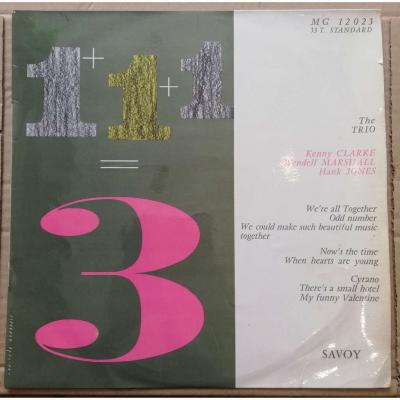 MG 12023
33 T. STANDARD
1 + 1 + 1
=
3
The
TRIO
Kenny CLARKE
Wendell MARSHALL
Hank JONES
We're all Together
Odd number
We could make such beautiful music
together
Now's the time
When hearts are young
Cyrano
There's a small hotel
My funny Valentine
SAVOY